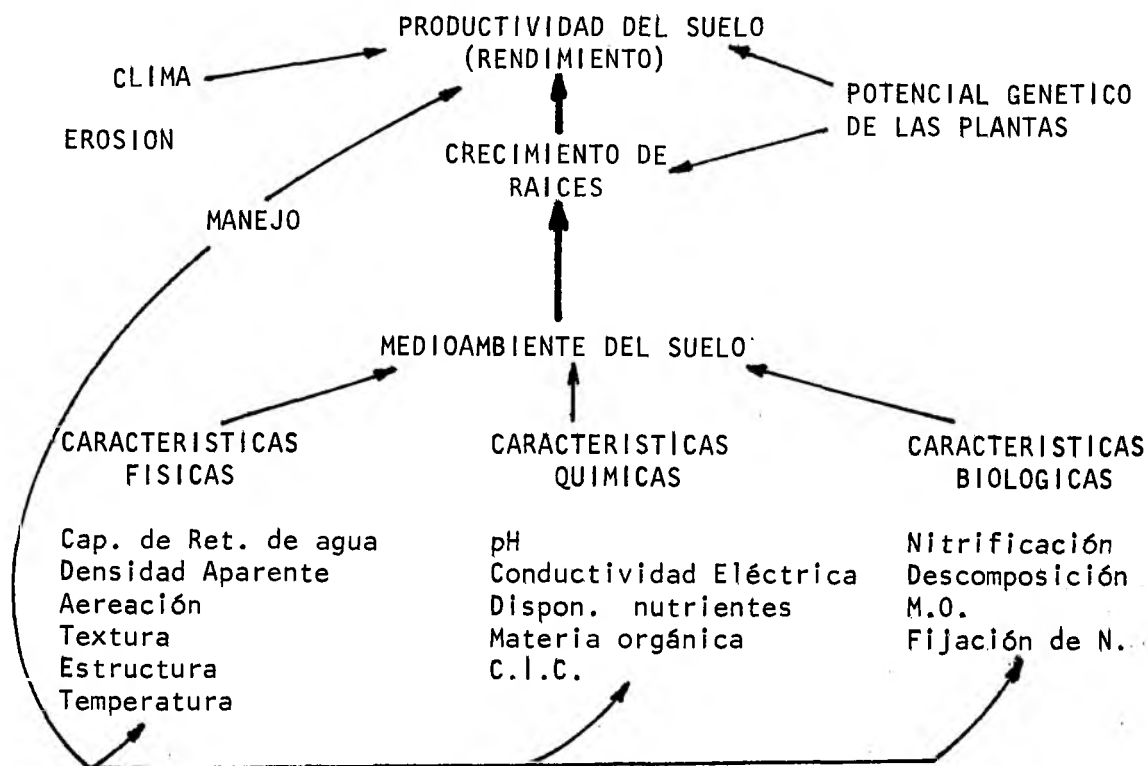 PRODUCTIVIDAD DEL SUELO
(RENDIMIENTO)
CLIMA
POTENCIAL GENETICO
DE LAS PLANTAS
EROSION
CRECIMIENTO DE
RAICES
MANEJO
MEDIOAMBIENTE DEL SUELO
CARACTERISTICAS
FISICAS
Cap. de Ret. de agua
Densidad Aparente
Aereación
Textura
Estructura
Temperatura
CARACTERISTICAS
QUIMICAS
pH
Conductividad Eléctrica
Dispon. nutrientes
Materia orgánica
C.I.C.
CARACTERISTICAS
BIOLOGICAS
Nitrificación
Descomposición
M.O.
Fijación de N.